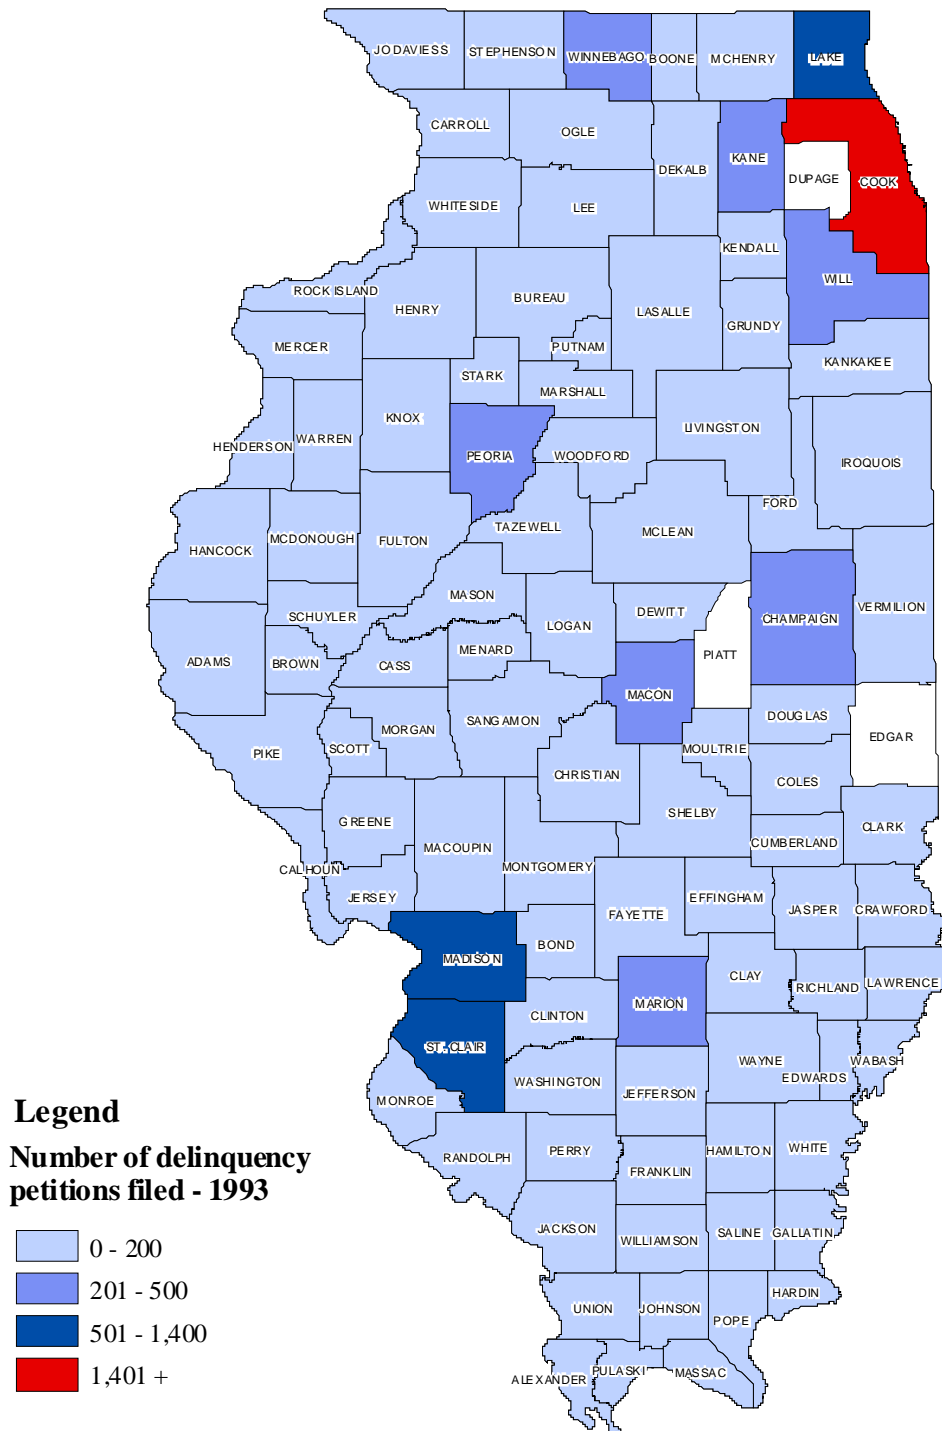 JO DAVIESS
STEPHENSON
WINNEBAGO
BOONE
MCHENRY
LAKE
CARROLL
OGLE
DEKALB
KANE
DUPAGE
COOK
WHITESIDE
LEE
KENDALL
WILL
ROCK ISLAND
HENRY
BUREAU
LASALLE
GRUNDY
MERCER
PUTNAM
KANKAKEE
STARK
MARSHALL
KNOX
LIVINGSTON
HENDERSON
WARREN
PEORIA
WOODFORD
IROQUOIS
FORD
HANCOCK
MCDONOUGH
FULTON
TAZEWELL
MCLEAN
MASON
SCHUYLER
LOGAN
DEWITT
CHAMPAIGN
VERMILION
ADAMS
BROWN
CASS
MENARD
PIATT
MACON
SANGAMON
MORGAN
DOUGLAS
EDGAR
PIKE
SCOTT
MOULTRIE
CHRISTIAN
COLES
GREENE
SHELBY
CLARK
MACOUPIN
CUMBERLAND
CALHOUN
MONTGOMERY
JERSEY
FAYETTE
EFFINGHAM
JASPER
CRAWFORD
MADISON
BOND
CLAY
RICHLAND
LAWRENCE
MARION
CLINTON
ST. CLAIR
WAYNE
EDWARDS
WABASH
WASHINGTON
JEFFERSON
MONROE
RANDOLPH
PERRY
FRANKLIN
HAMILTON
WHITE
JACKSON
WILLIAMSON
SALINE
GALLATIN
UNION
JOHNSON
POPE
HARDIN
ALEXANDER
PULASKI
MASSAC
Legend
Number of delinquency
petitions filed - 1993
0 - 200
201 - 500
501 - 1,400
1,401 +